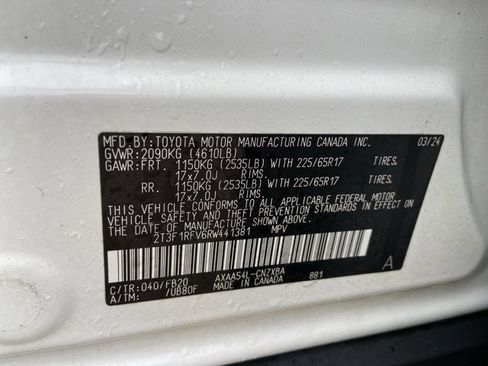 MFD. BY: TOYOTA MOTOR MANUFACTURING CANADA INC. 03/24
GVWR: 2090KG (4610LB)
GAWR: FRT. 1150KG (2535LB) WITH 225/65R17 TIRES.
17x7.0J RIMS.
RR. 1150KG (2535LB) WITH 225/65R17 TIRES.
17x7.0J RIMS.
THIS VEHICLE CONFORMS TO ALL APPLICABLE FEDERAL MOTOR
VEHICLE SAFETY AND THEFT PREVENTION STANDARDS IN EFFECT ON
THE DATE OF MANUFACTURE SHOWN ABOVE.
2T3F1RFV6RW441381 MPV
C/TR: 040/FB20 AXAA54L-CNZXBA 881 A
A/TM: /UB80F MADE IN CANADA